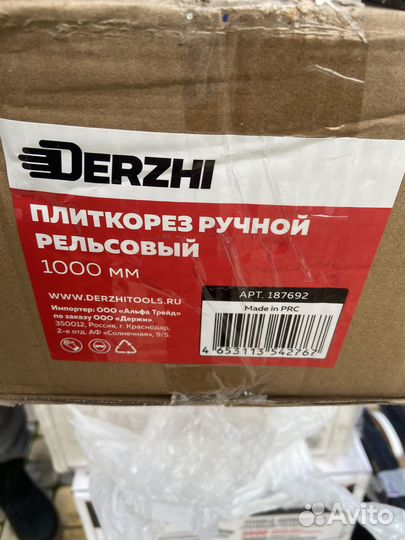 DERZHI
ПЛИТКОРЕЗ РУЧНОЙ
РЕЛЬСОВЫЙ
1000 мм
WWW.DERZHITOOLS.RU
Импортер: ООО «Альфа Трейд»
по заказу ООО «Держи».
350012, Россия, г. Краснодар,
2-е отд. АФ «Солнечная», 9/5.
АРТ. 187692
Made in PRC
4 653113 542767
Avito